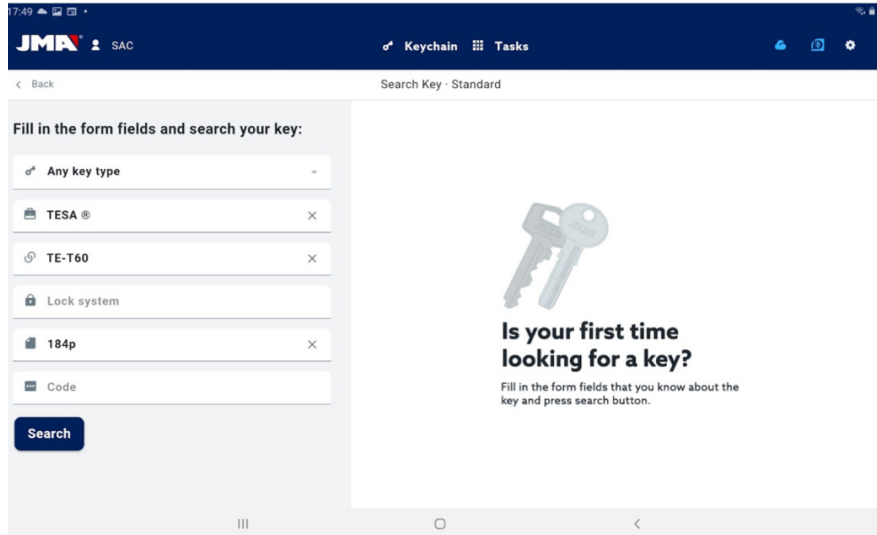 17:49
JMA SAC
Keychain Tasks
Back
Search Key · Standard
Fill in the form fields and search your key:
Any key type
TESA ®
TE-T60
Lock system
184p
Code
Search
Is your first time
looking for a key?
Fill in the form fields that you know about the
key and press search button.